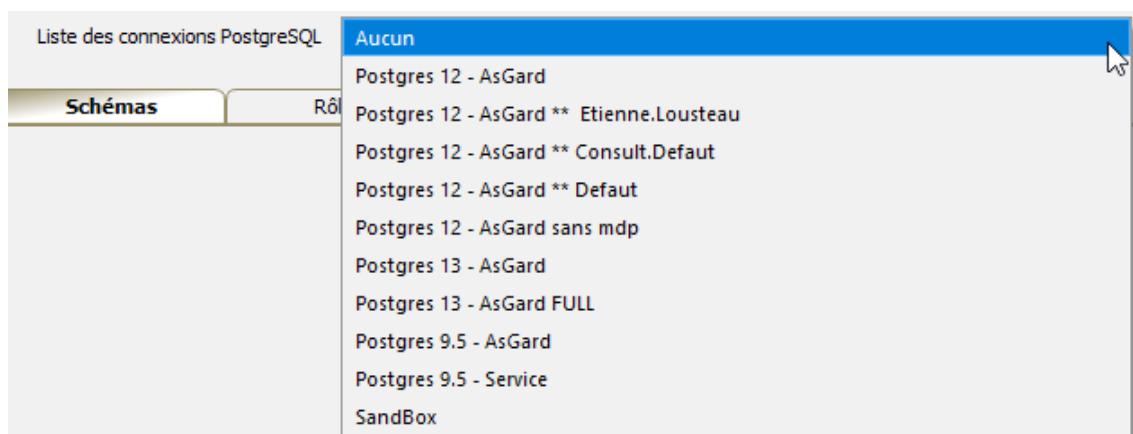 Liste des connexions PostgreSQL
Aucun
Postgres 12 - AsGard
Schémas
Rôl
Postgres 12 - AsGard ** Etienne.Lousteau
Postgres 12 - AsGard ** Consult.Defaut
Postgres 12 - AsGard ** Defaut
Postgres 12 - AsGard sans mdp
Postgres 13 - AsGard
Postgres 13 - AsGard FULL
Postgres 9.5 - AsGard
Postgres 9.5 - Service
SandBox